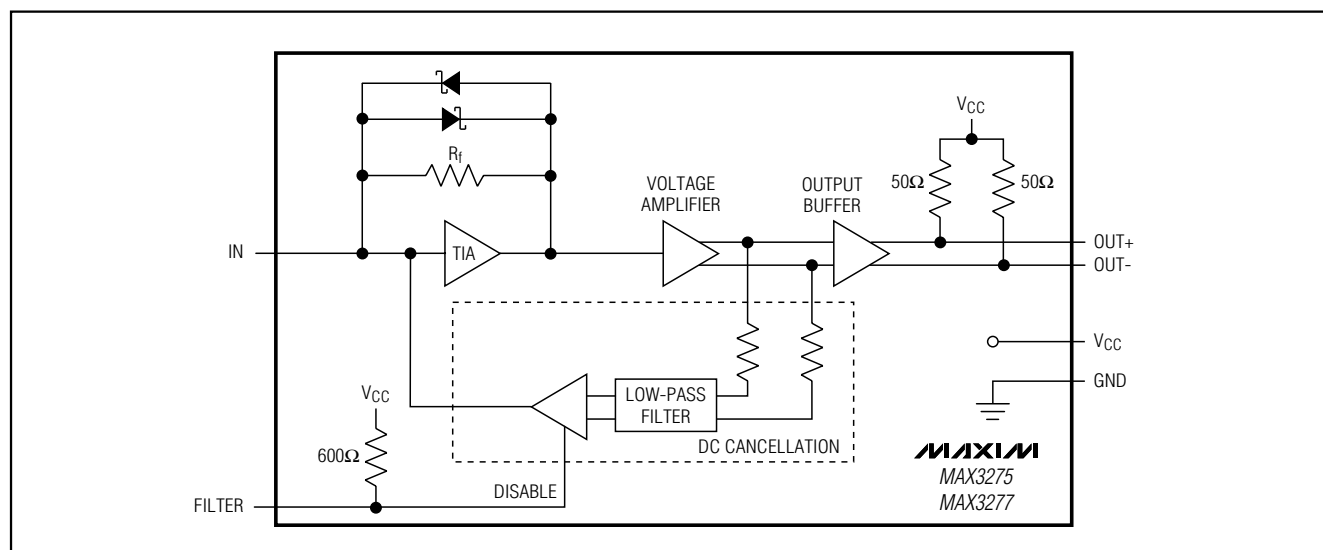 VCC
Rf
50Ω
50Ω
VOLTAGE
AMPLIFIER
OUTPUT
BUFFER
IN
TIA
OUT+
OUT-
VCC
GND
VCC
LOW-PASS
FILTER
DC CANCELLATION
600Ω
DISABLE
FILTER
MAXIM
MAX3275
MAX3277